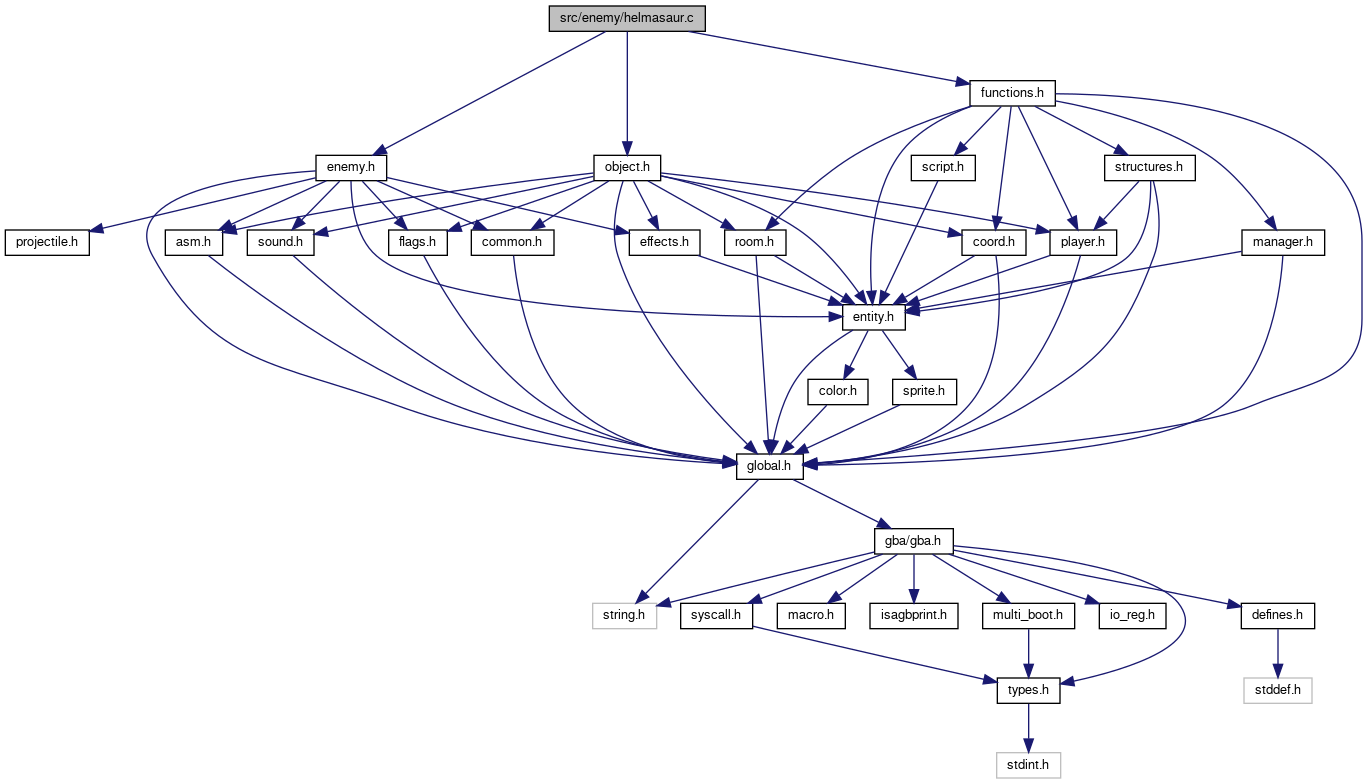 src/enemy/helmasaur.c
functions.h
enemy.h
object.h
script.h
structures.h
projectile.h
asm.h
sound.h
flags.h
common.h
effects.h
room.h
coord.h
player.h
manager.h
entity.h
color.h
sprite.h
global.h
gba/gba.h
string.h
syscall.h
macro.h
isagbprint.h
multi_boot.h
io_reg.h
defines.h
types.h
stddef.h
stdint.h